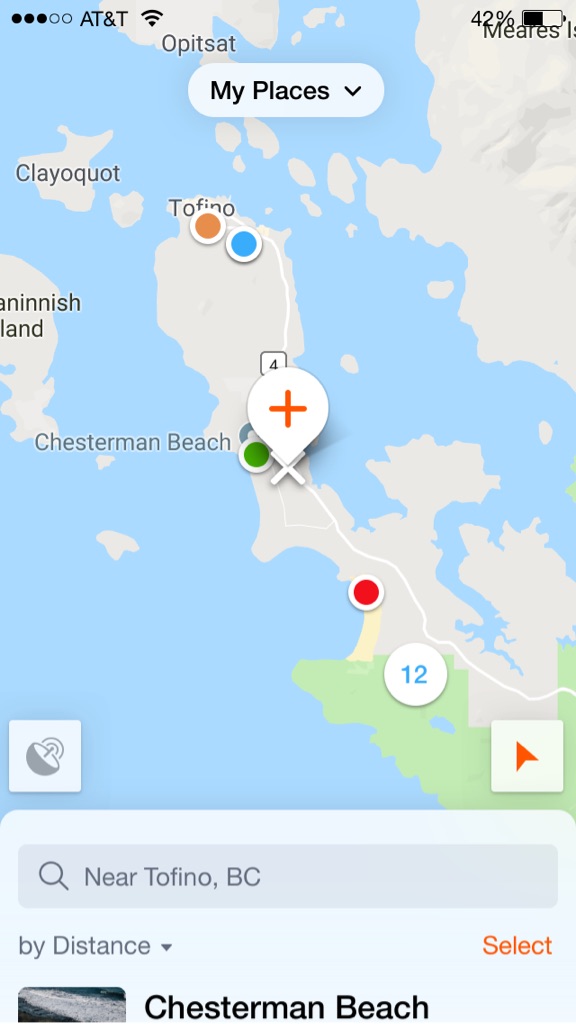 AT&T
42%
Meares Is
Opitsat
My Places
Clayoquot
Tofino
aninnish
land
4
Chesterman Beach
12
Near Tofino, BC
by Distance
Select
Chesterman Beach